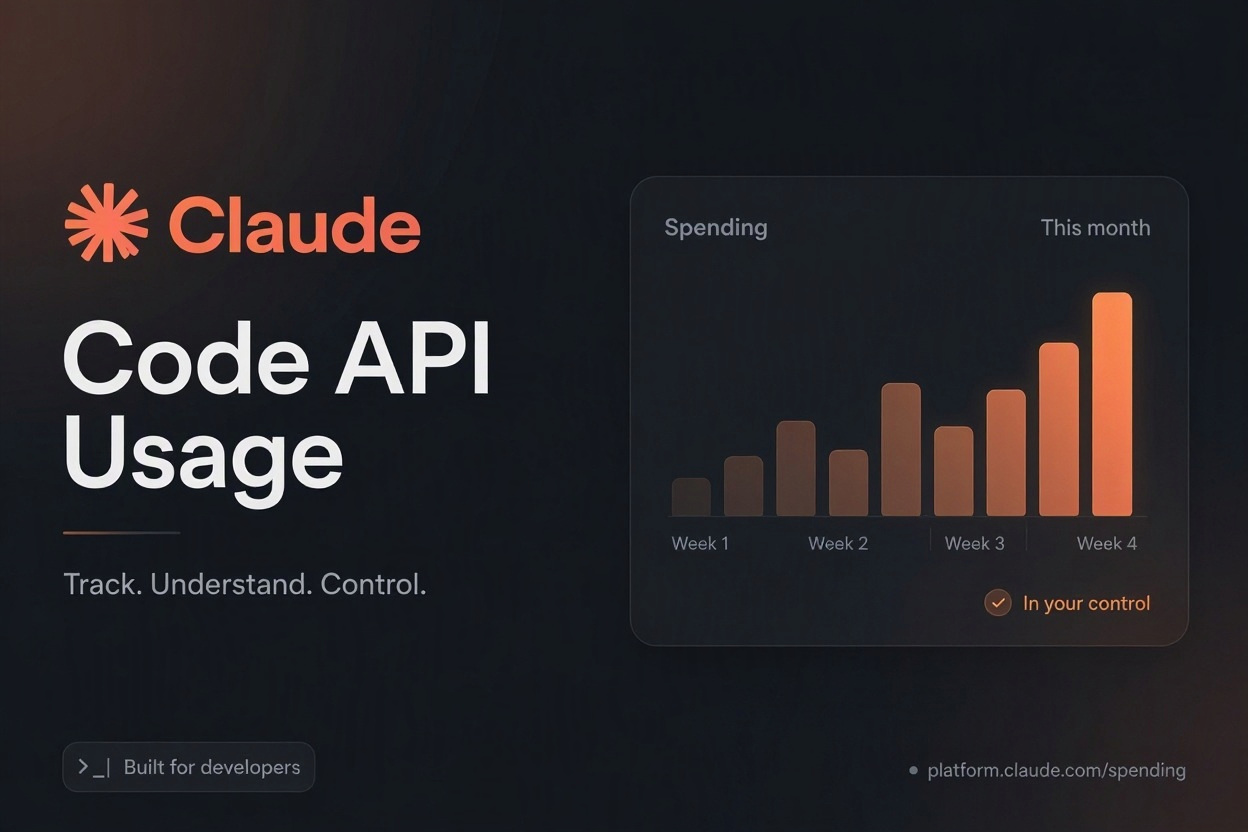 Claude
Code API
Usage
Track. Understand. Control.
>_| Built for developers
Spending
This month
Week 1
Week 2
Week 3
Week 4
In your control
platform.claude.com/spending